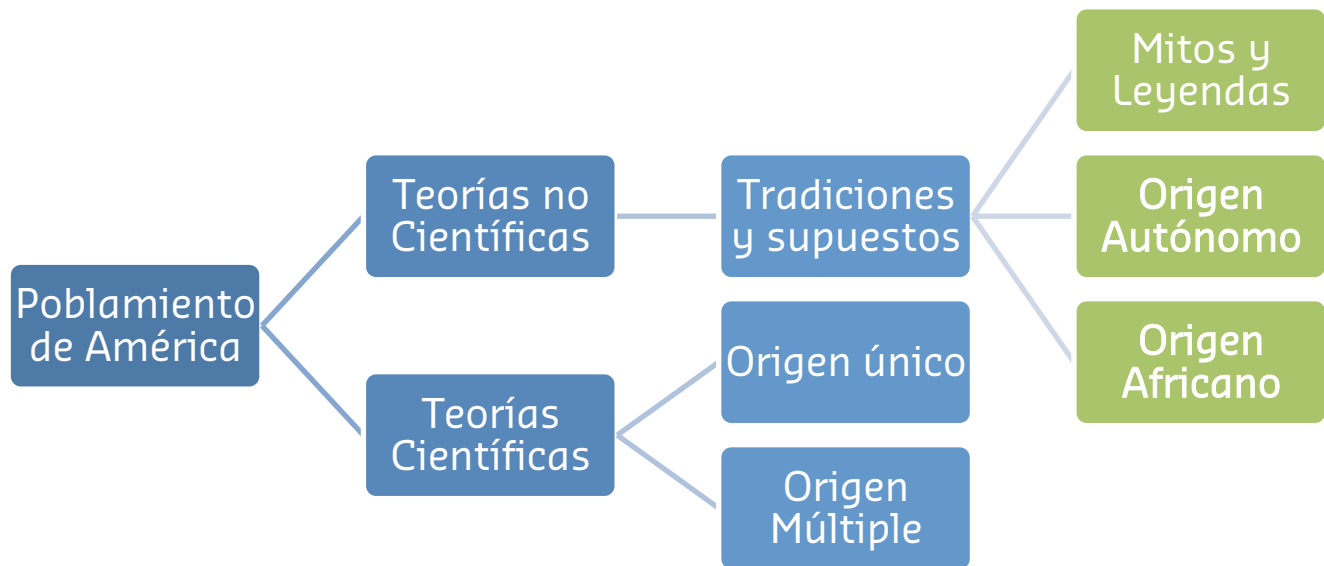 Poblamiento
de América
Teorías no
Científicas
Tradiciones
y supuestos
Mitos y
Leyendas
Origen
Autónomo
Origen
Africano
Teorías
Científicas
Origen único
Origen
Múltiple